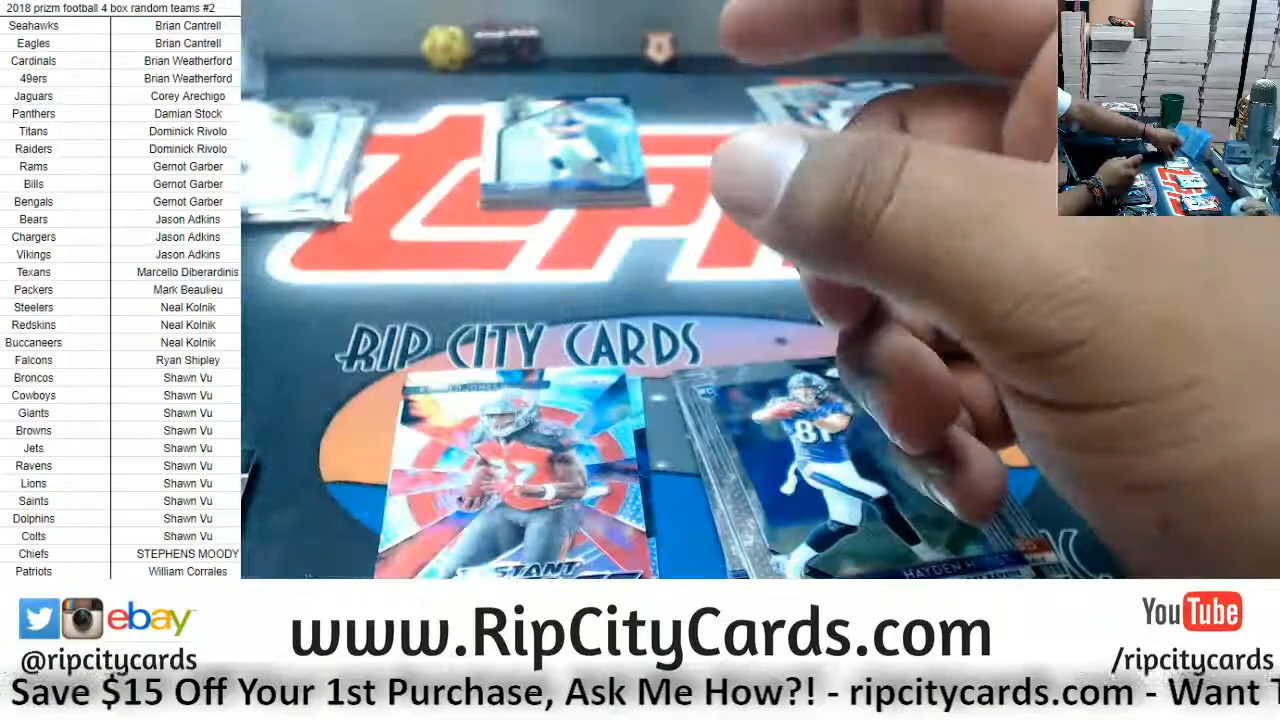 2018 prizm football 4 box random teams #2
Seahawks Brian Cantrell
Eagles Brian Cantrell
Cardinals Brian Weatherford
49ers Brian Weatherford
Jaguars Corey Arechigo
Panthers Damian Stock
Titans Dominick Rivolo
Raiders Dominick Rivolo
Rams Gernot Garber
Bills Gernot Garber
Bengals Gernot Garber
Bears Jason Adkins
Chargers Jason Adkins
Vikings Jason Adkins
Texans Marcello Diberardinis
Packers Mark Beaulieu
Steelers Neal Kolnik
Redskins Neal Kolnik
Buccaneers Neal Kolnik
Falcons Ryan Shipley
Broncos Shawn Vu
Cowboys Shawn Vu
Giants Shawn Vu
Browns Shawn Vu
Jets Shawn Vu
Ravens Shawn Vu
Lions Shawn Vu
Saints Shawn Vu
Dolphins Shawn Vu
Colts Shawn Vu
Chiefs STEPHENS MOODY
Patriots William Corrales
RIP CITY CARDS
81
HAYDEN
ebay
@ripcitycards
www.RipCityCards.com
YouTube
/ripcitycards
Save $15 Off Your 1st Purchase, Ask Me How?! - ripcitycards.com - Want